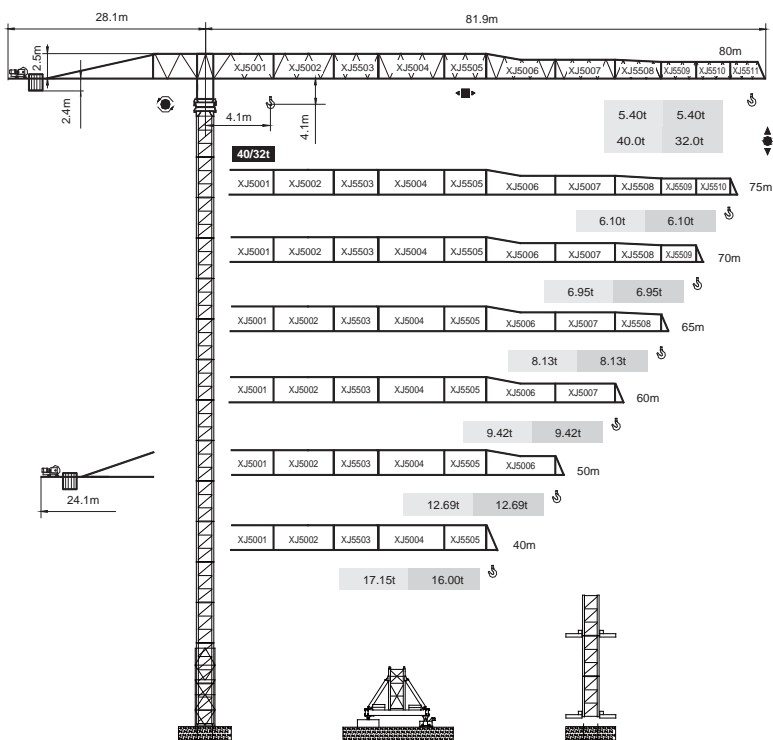 28.1m 81.9m
2.5m 80m
XJ5001 XJ5002 XJ5503 XJ5004 XJ5505 XJ5006 XJ5007 XJ5508 XJ5509 XJ5510 XJ5511
2.4m
4.1m 4.1m
5.40t 5.40t
40.0t 32.0t
40/32t
XJ5001 XJ5002 XJ5503 XJ5004 XJ5505 XJ5006 XJ5007 XJ5508 XJ5509 XJ5510 75m
6.10t 6.10t
XJ5001 XJ5002 XJ5503 XJ5004 XJ5505 XJ5006 XJ5007 XJ5508 XJ5509 70m
6.95t 6.95t
XJ5001 XJ5002 XJ5503 XJ5004 XJ5505 XJ5006 XJ5007 XJ5508 65m
8.13t 8.13t
XJ5001 XJ5002 XJ5503 XJ5004 XJ5505 XJ5006 XJ5007 60m
9.42t 9.42t
XJ5001 XJ5002 XJ5503 XJ5004 XJ5505 XJ5006 50m
24.1m
12.69t 12.69t
XJ5001 XJ5002 XJ5503 XJ5004 XJ5505 40m
17.15t 16.00t